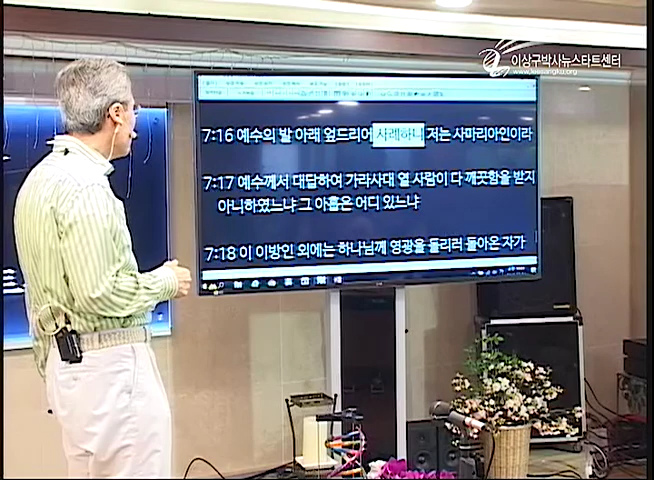 이상구박사뉴스타트센터
www.leesangku.org
7:16 예수의 발 아래 엎드리어 사례하니 저는 사마리아인이라
7:17 예수께서 대답하여 가라사대 열 사람이 다 깨끗함을 받지
아니하였느냐 그 아홉은 어디 있느냐
7:18 이 이방인 외에는 하나님께 영광을 돌리러 돌아온 자가